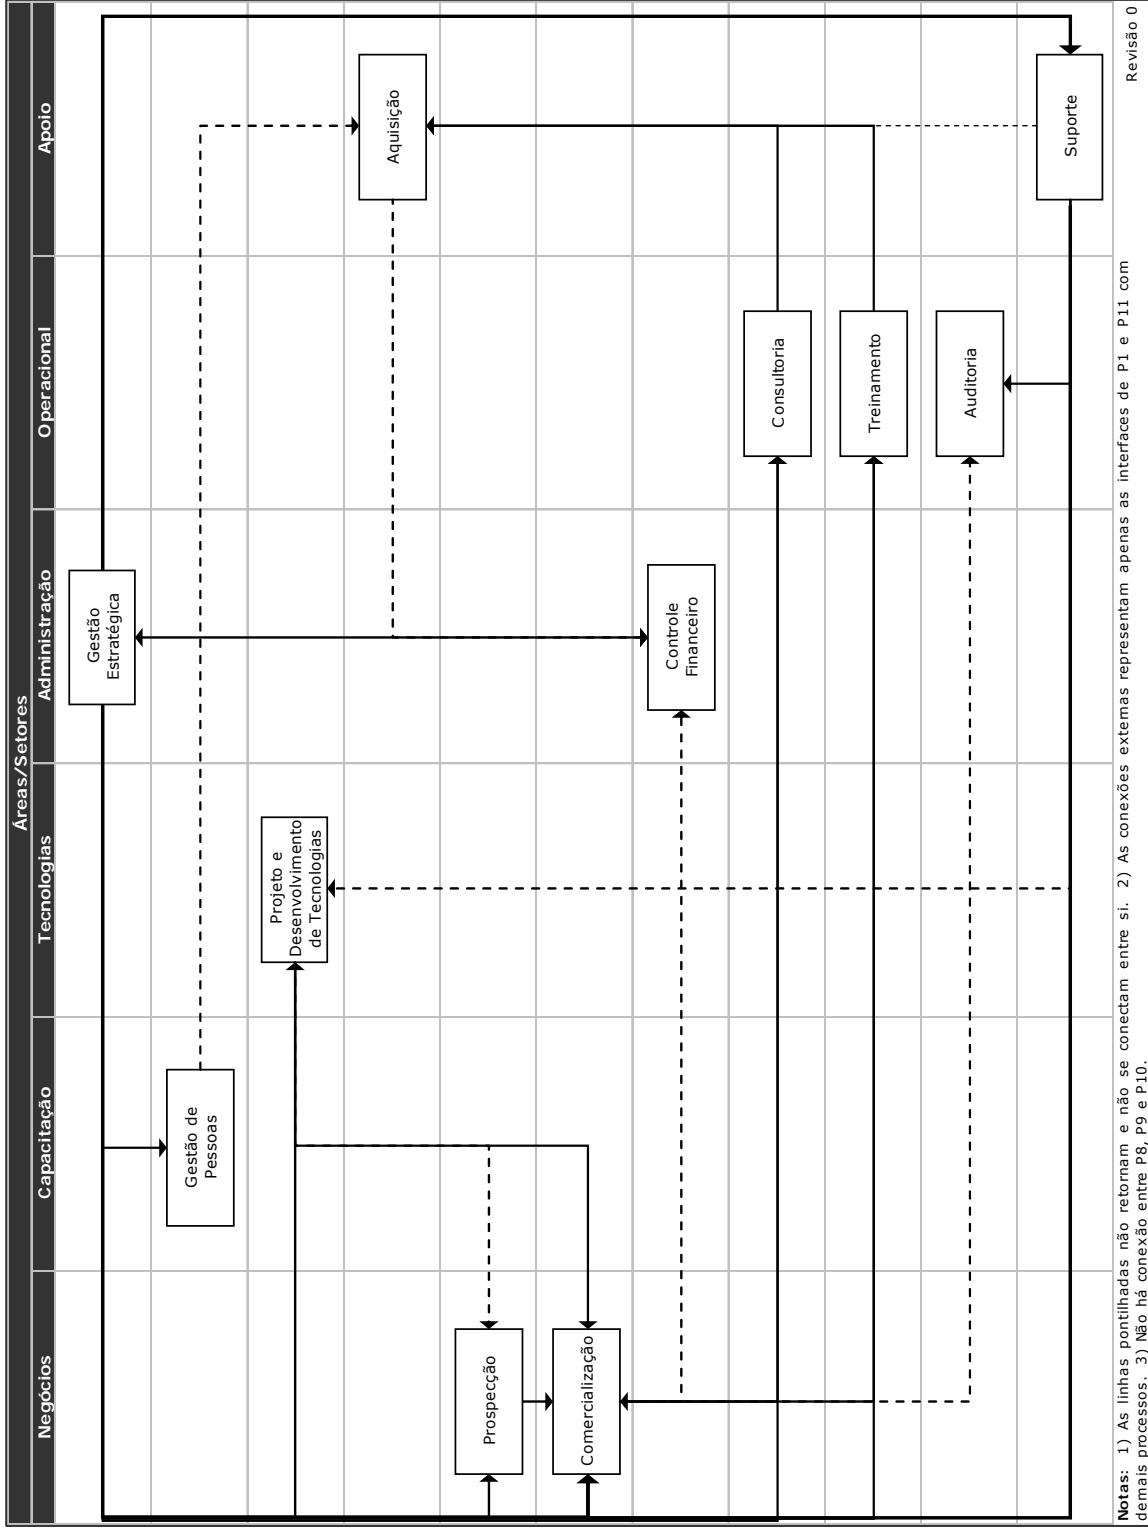 Áreas/Setores
Negócios
Capacitação
Tecnologias
Administração
Operacional
Apoio
Gestão
Estratégica
Gestão de
Pessoas
Projeto e
Desenvolvimento
de Tecnologias
Aquisição
Prospecção
Comercialização
Controle
Financeiro
Consultoria
Treinamento
Auditoria
Suporte
Notas: 1) As linhas pontilhadas não retornam e não se conectam entre si. 2) As conexões externas representam apenas as interfaces de P1 e P11 com
demais processos. 3) Não há conexão entre P8, P9 e P10.
Revisão 0